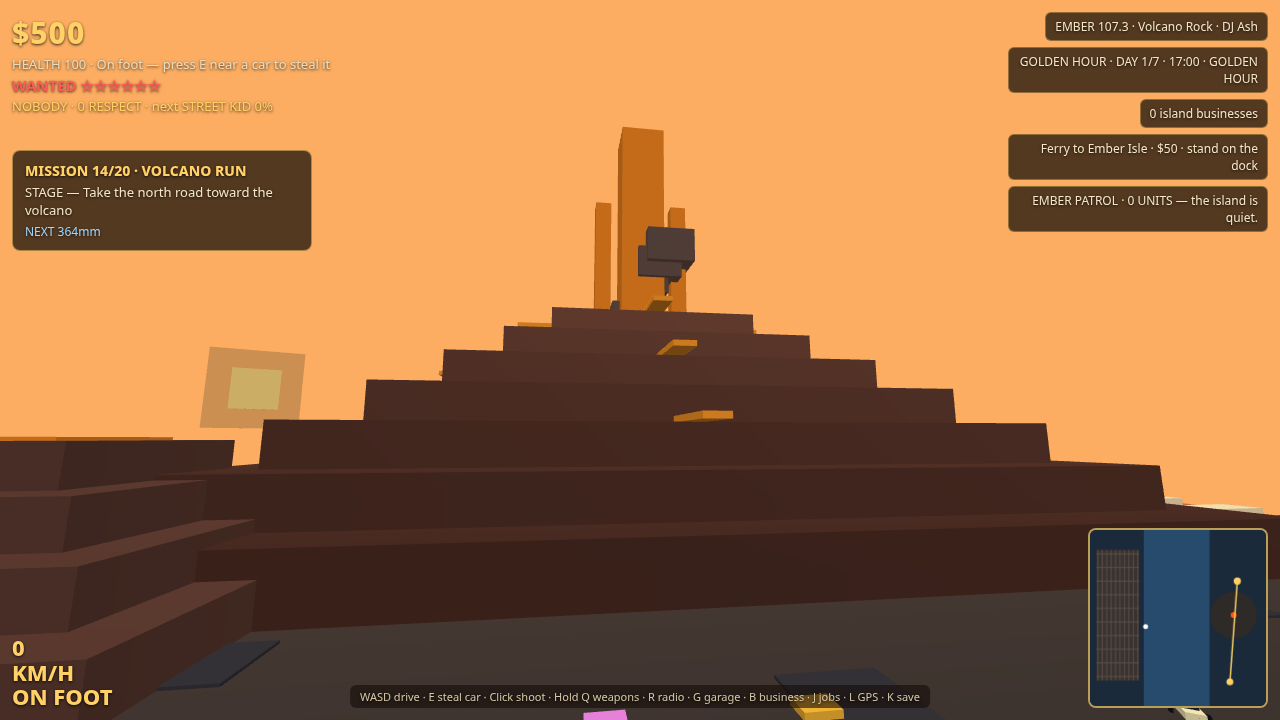 $500
HEALTH 100 · On foot — press E near a car to steal it
WANTED ☆☆☆☆☆☆
NOBODY · 0 RESPECT · next STREET KID 0%
MISSION 14/20 · VOLCANO RUN
STAGE — Take the north road toward the
volcano
NEXT 364mm
EMBER 107.3 · Volcano Rock · DJ Ash
GOLDEN HOUR · DAY 1/7 · 17:00 · GOLDEN
HOUR
0 island businesses
Ferry to Ember Isle · $50 · stand on the
dock
EMBER PATROL · 0 UNITS — the island is
quiet.
0
KM/H
ON FOOT
WASD drive · E steal car · Click shoot · Hold Q weapons · R radio · G garage · B business · J jobs · L GPS · K save